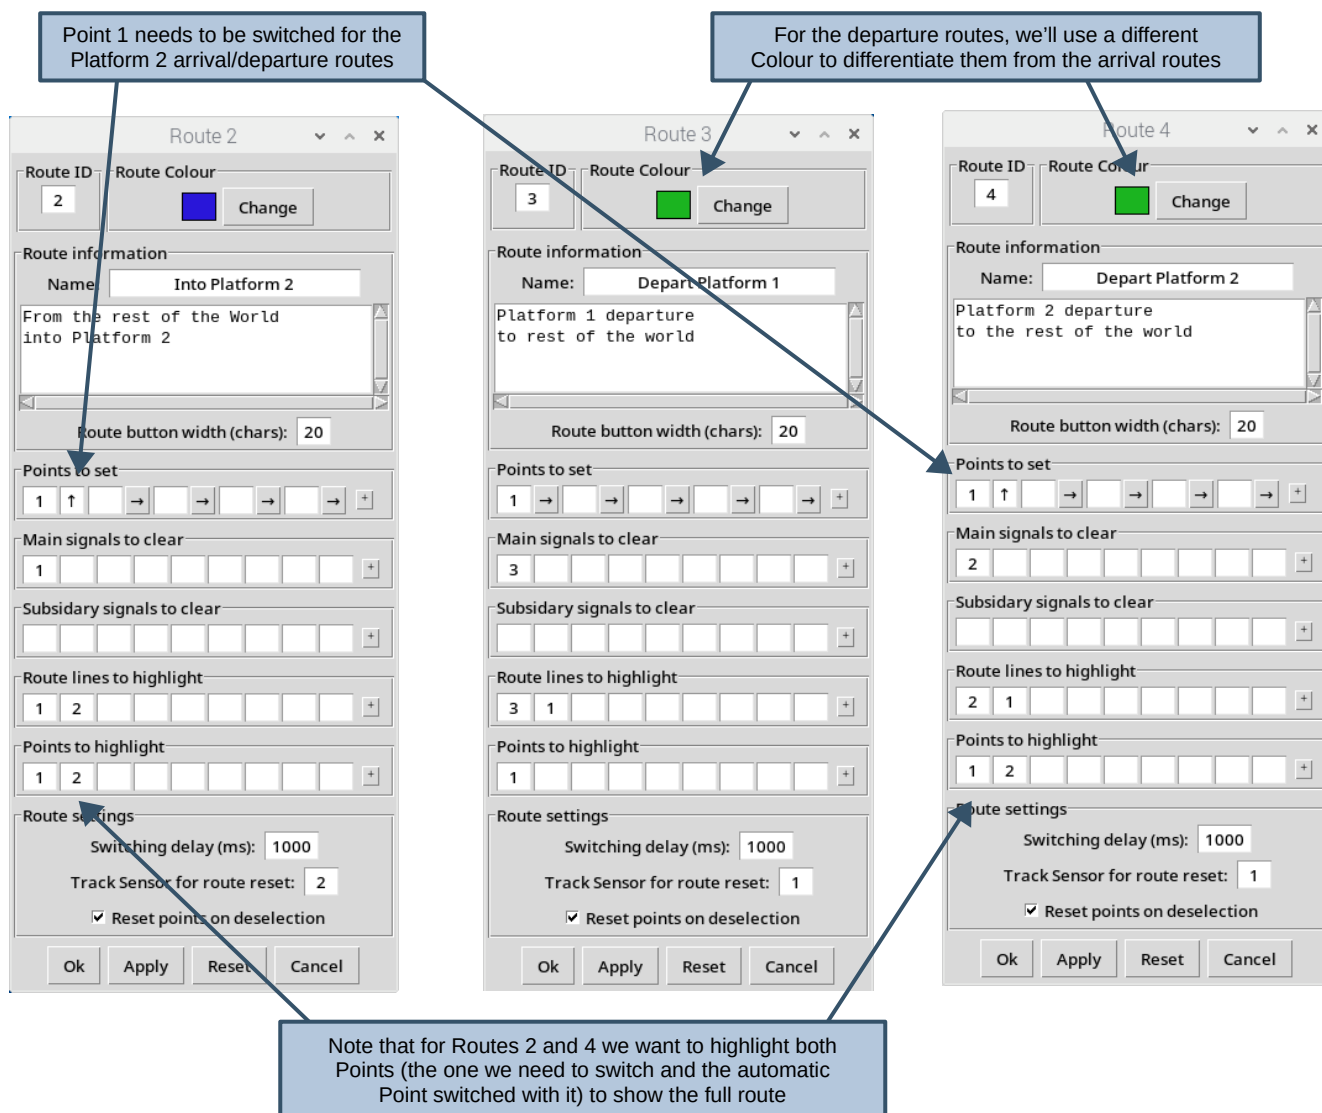 Point 1 needs to be switched for the
Platform 2 arrival/departure routes
For the departure routes, we'll use a different
Colour to differentiate them from the arrival routes
Route 2
Route ID
Route Colour
2
Change
Route information
Name:
Into Platform 2
From the rest of the World
into Platform 2
Route button width (chars): 20
Points to set
1 ↑ → → → → +
Main signals to clear
1 +
Subsidary signals to clear
+
Route lines to highlight
1 2 +
Points to highlight
1 2 +
Route settings
Switching delay (ms): 1000
Track Sensor for route reset: 2
Reset points on deselection
Ok Apply Reset Cancel
Route 3
Route ID
Route Colour
3
Change
Route information
Name:
Depart Platform 1
Platform 1 departure
to rest of the world
Route button width (chars): 20
Points to set
1 → → → → → +
Main signals to clear
3 +
Subsidary signals to clear
+
Route lines to highlight
3 1 +
Points to highlight
1 +
Route settings
Switching delay (ms): 1000
Track Sensor for route reset: 1
Reset points on deselection
Ok Apply Reset Cancel
Route 4
Route ID
Route Colour
4
Change
Route information
Name:
Depart Platform 2
Platform 2 departure
to the rest of the world
Route button width (chars): 20
Points to set
1 ↑ → → → → +
Main signals to clear
2 +
Subsidary signals to clear
+
Route lines to highlight
2 1 +
Points to highlight
1 2 +
Route settings
Switching delay (ms): 1000
Track Sensor for route reset: 1
Reset points on deselection
Ok Apply Reset Cancel
Note that for Routes 2 and 4 we want to highlight both
Points (the one we need to switch and the automatic
Point switched with it) to show the full route